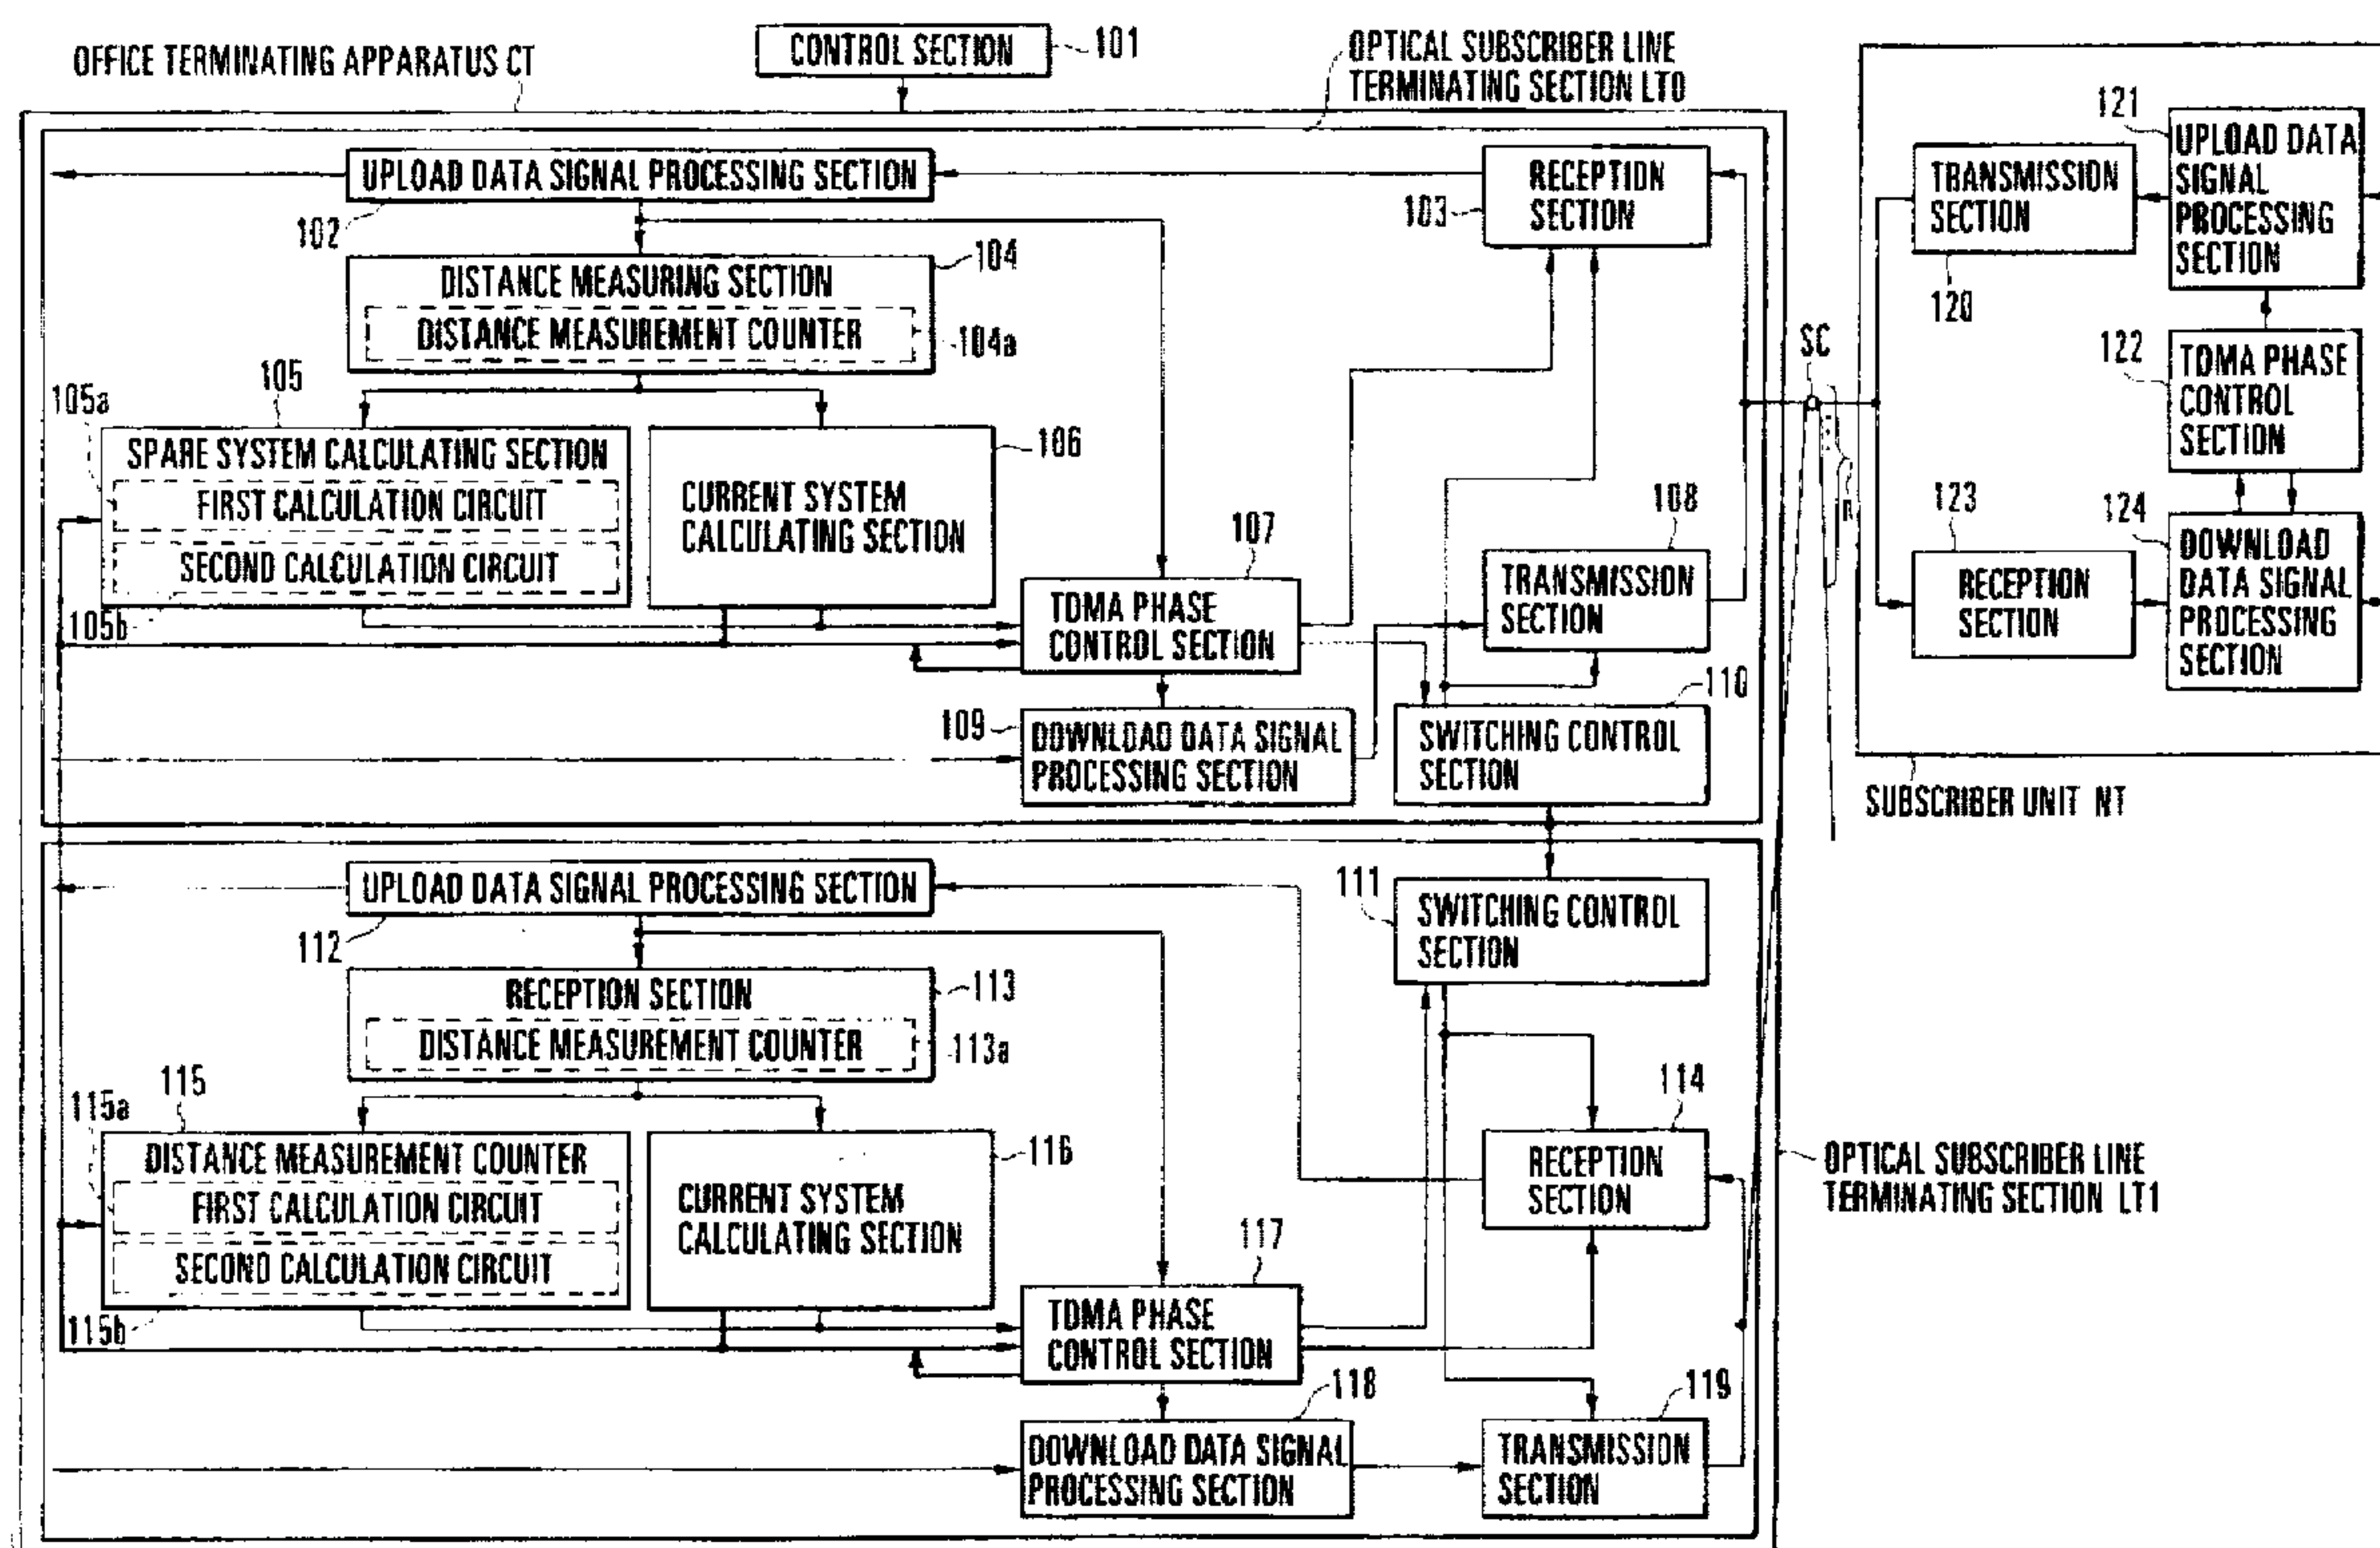 OFFICE TERMINATING APPARATUS CT
CONTROL SECTION
101
OPTICAL SUBSCRIBER LINE
TERMINATING SECTION LT0
UPLOAD DATA SIGNAL PROCESSING SECTION
102
RECEPTION
SECTION
103
DISTANCE MEASURING SECTION
104
DISTANCE MEASUREMENT COUNTER
104a
105
105a
SPARE SYSTEM CALCULATING SECTION
FIRST CALCULATION CIRCUIT
SECOND CALCULATION CIRCUIT
105b
CURRENT SYSTEM
CALCULATING SECTION
106
107
TDMA PHASE
CONTROL SECTION
108
TRANSMISSION
SECTION
109
DOWNLOAD DATA SIGNAL
PROCESSING SECTION
110
SWITCHING CONTROL
SECTION
SC
R
121
UPLOAD DATA
SIGNAL
PROCESSING
SECTION
TRANSMISSION
SECTION
120
122
TDMA PHASE
CONTROL
SECTION
123
RECEPTION
SECTION
124
DOWNLOAD
DATA SIGNAL
PROCESSING
SECTION
SUBSCRIBER UNIT NT
UPLOAD DATA SIGNAL PROCESSING SECTION
112
111
SWITCHING CONTROL
SECTION
RECEPTION SECTION
113
DISTANCE MEASUREMENT COUNTER
113a
115
115a
DISTANCE MEASUREMENT COUNTER
FIRST CALCULATION CIRCUIT
SECOND CALCULATION CIRCUIT
115b
CURRENT SYSTEM
CALCULATING SECTION
116
114
RECEPTION
SECTION
OPTICAL SUBSCRIBER LINE
TERMINATING SECTION LT1
117
TDMA PHASE
CONTROL SECTION
118
DOWNLOAD DATA SIGNAL
PROCESSING SECTION
119
TRANSMISSION
SECTION